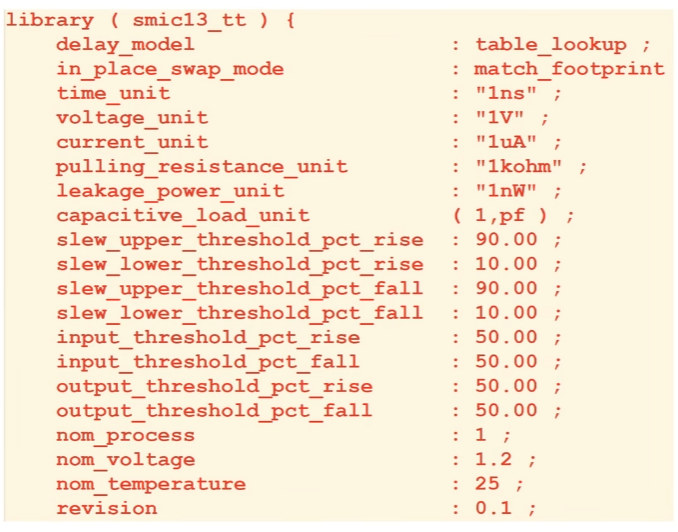 library ( smic13_tt ) {
delay_model : table_lookup ;
in_place_swap_mode : match_footprint
time_unit : "1ns" ;
voltage_unit : "1V" ;
current_unit : "1uA" ;
pulling_resistance_unit : "1kohm" ;
leakage_power_unit : "1nW" ;
capacitive_load_unit ( 1,pf ) ;
slew_upper_threshold_pct_rise : 90.00 ;
slew_lower_threshold_pct_rise : 10.00 ;
slew_upper_threshold_pct_fall : 90.00 ;
slew_lower_threshold_pct_fall : 10.00 ;
input_threshold_pct_rise : 50.00 ;
input_threshold_pct_fall : 50.00 ;
output_threshold_pct_rise : 50.00 ;
output_threshold_pct_fall : 50.00 ;
nom_process : 1 ;
nom_voltage : 1.2 ;
nom_temperature : 25 ;
revision : 0.1 ;